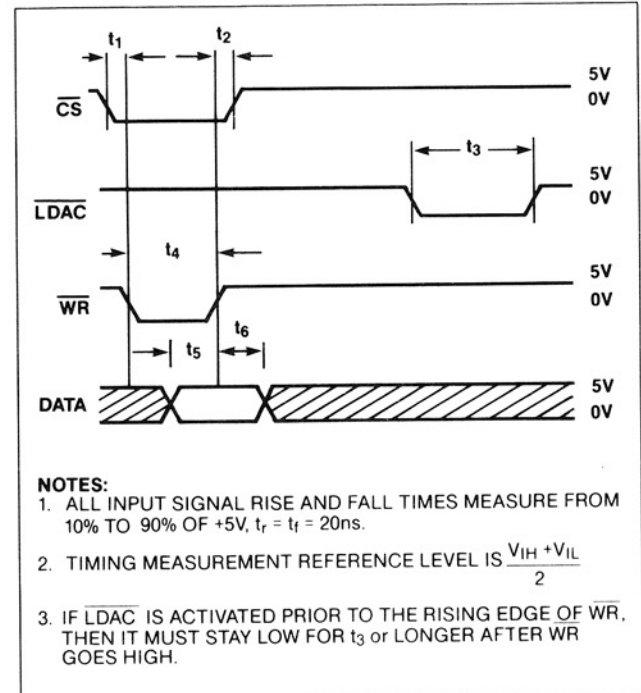 t1
t2
CS
5V
0V
t3
LDAC
5V
0V
t4
WR
5V
0V
t5
t6
DATA
5V
0V
NOTES:
1. ALL INPUT SIGNAL RISE AND FALL TIMES MEASURE FROM
10% TO 90% OF +5V, tr = tf = 20ns.
2. TIMING MEASUREMENT REFERENCE LEVEL IS VIH +VIL
2
3. IF LDAC IS ACTIVATED PRIOR TO THE RISING EDGE OF WR,
THEN IT MUST STAY LOW FOR t3 or LONGER AFTER WR
GOES HIGH.